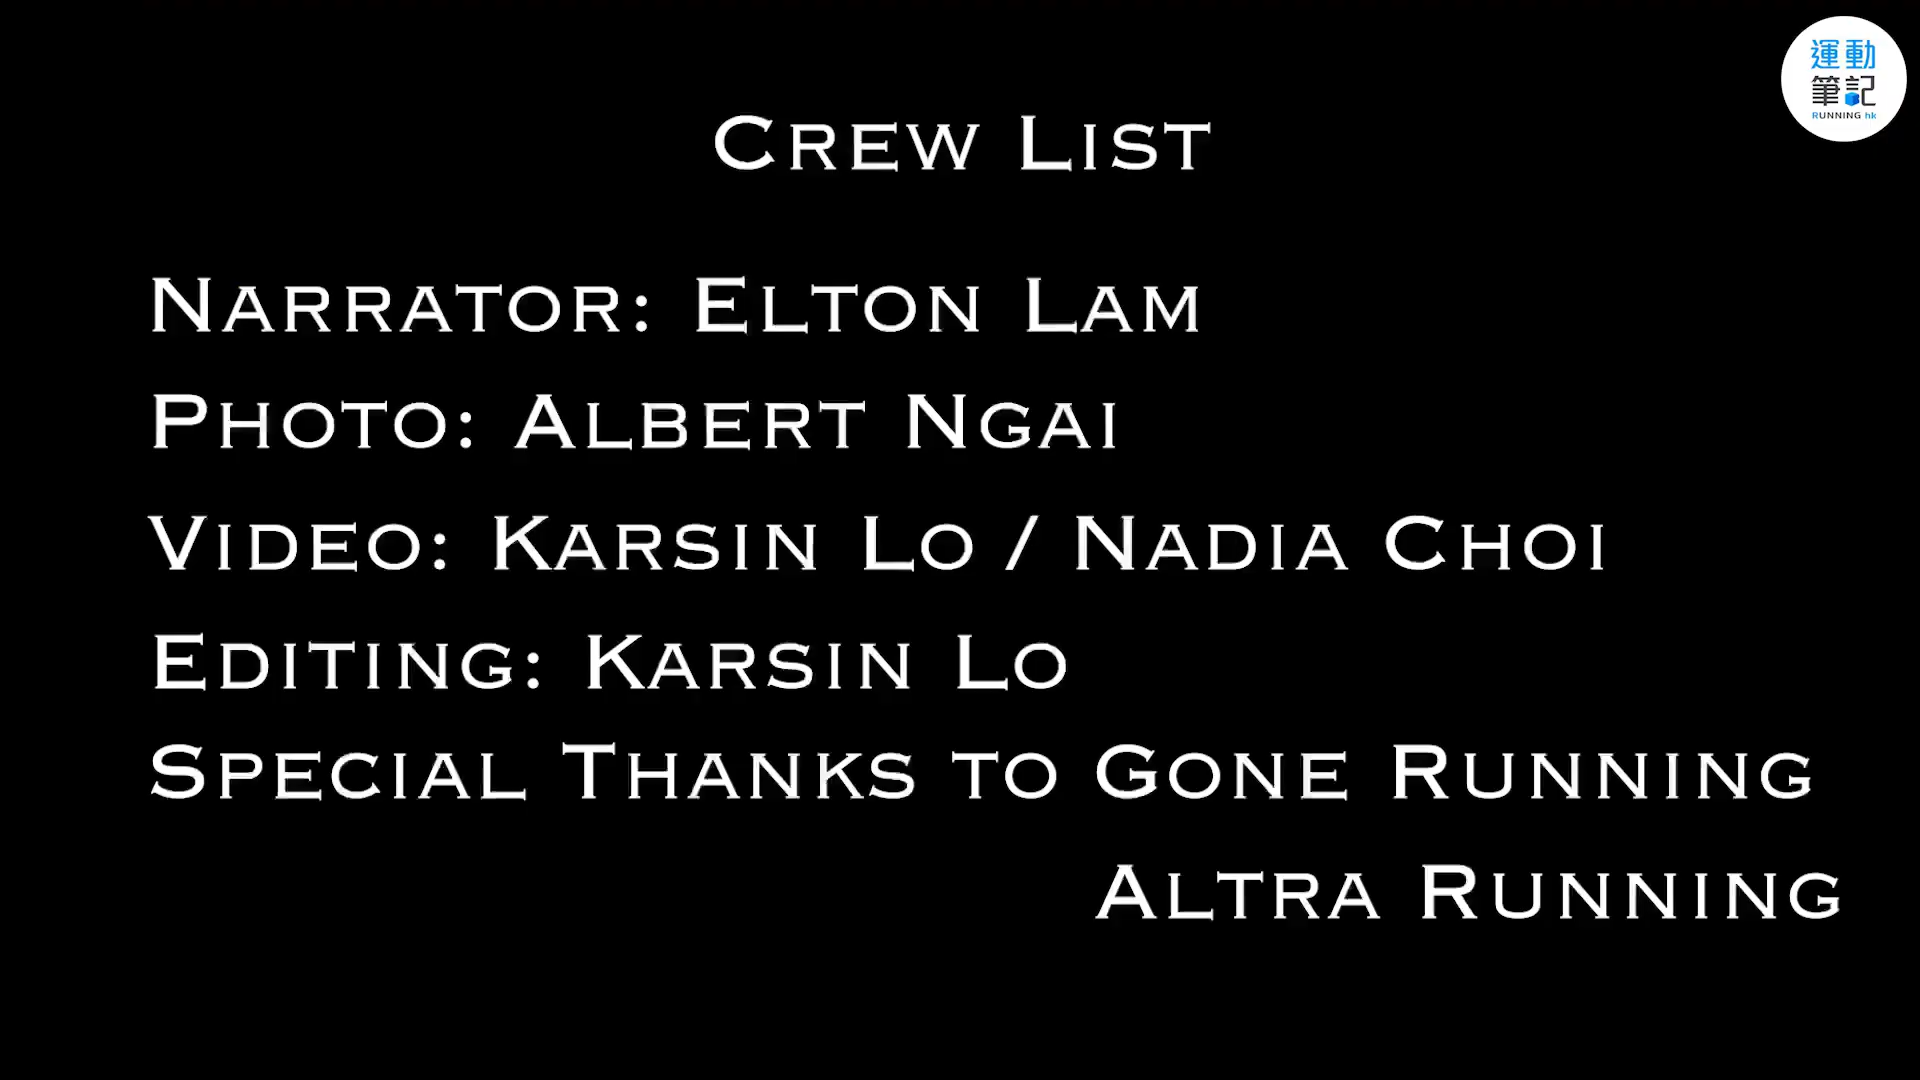 運動
筆記
RUNNING hk
CREW LIST
NARRATOR: ELTON LAM
PHOTO: ALBERT NGAI
VIDEO: KARSIN LO / NADIA CHOI
EDITING: KARSIN LO
SPECIAL THANKS TO GONE RUNNING
ALTRA RUNNING